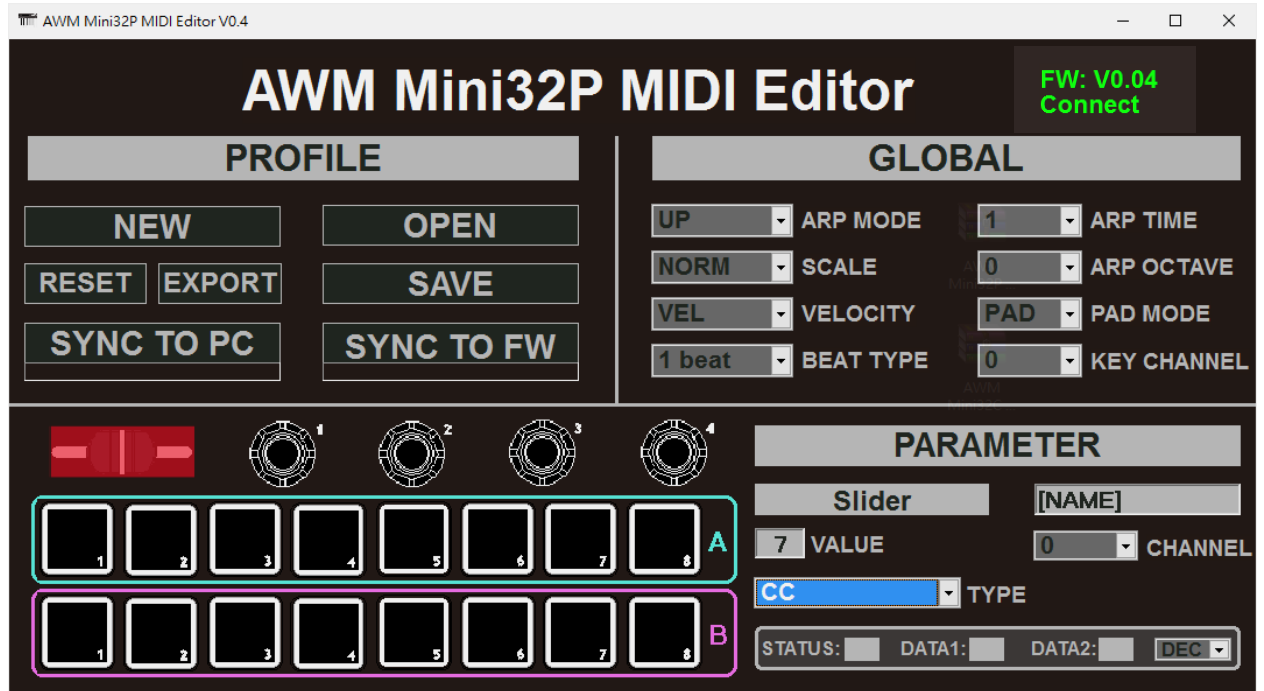 AWM Mini32P MIDI Editor V0.4
AWM Mini32P MIDI Editor
FW: V0.04
Connect
PROFILE
NEW
OPEN
RESET
EXPORT
SAVE
SYNC TO PC
SYNC TO FW
GLOBAL
UP ARP MODE
1 ARP TIME
NORM SCALE
0 ARP OCTAVE
VEL VELOCITY
PAD PAD MODE
1 beat BEAT TYPE
0 KEY CHANNEL
AWM
1 2 3 4
1 2 3 4 5 6 7 8 A
1 2 3 4 5 6 7 8 B
PARAMETER
Slider
[NAME]
7 VALUE
0 CHANNEL
CC TYPE
STATUS: DATA1: DATA2: DEC